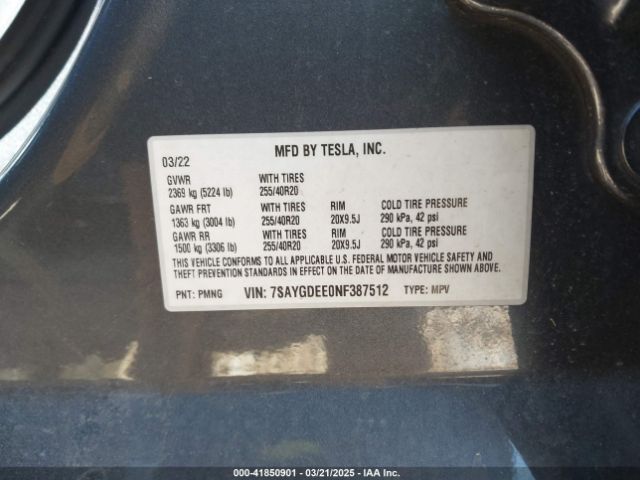 MFD BY TESLA, INC.
03/22
GVWR WITH TIRES
2369 kg (5224 lb) 255/40R20
GAWR FRT WITH TIRES RIM COLD TIRE PRESSURE
1363 kg (3004 lb) 255/40R20 20X9.5J 290 kPa, 42 psi
GAWR RR WITH TIRES RIM COLD TIRE PRESSURE
1500 kg (3306 lb) 255/40R20 20X9.5J 290 kPa, 42 psi
THIS VEHICLE CONFORMS TO ALL APPLICABLE U.S. FEDERAL MOTOR VEHICLE SAFETY AND
THEFT PREVENTION STANDARDS IN EFFECT ON THE DATE OF MANUFACTURE SHOWN ABOVE.
PNT: PMNG VIN: 7SAYGDEE0NF387512 TYPE: MPV
000-41850901 - 03/21/2025 - IAA Inc.